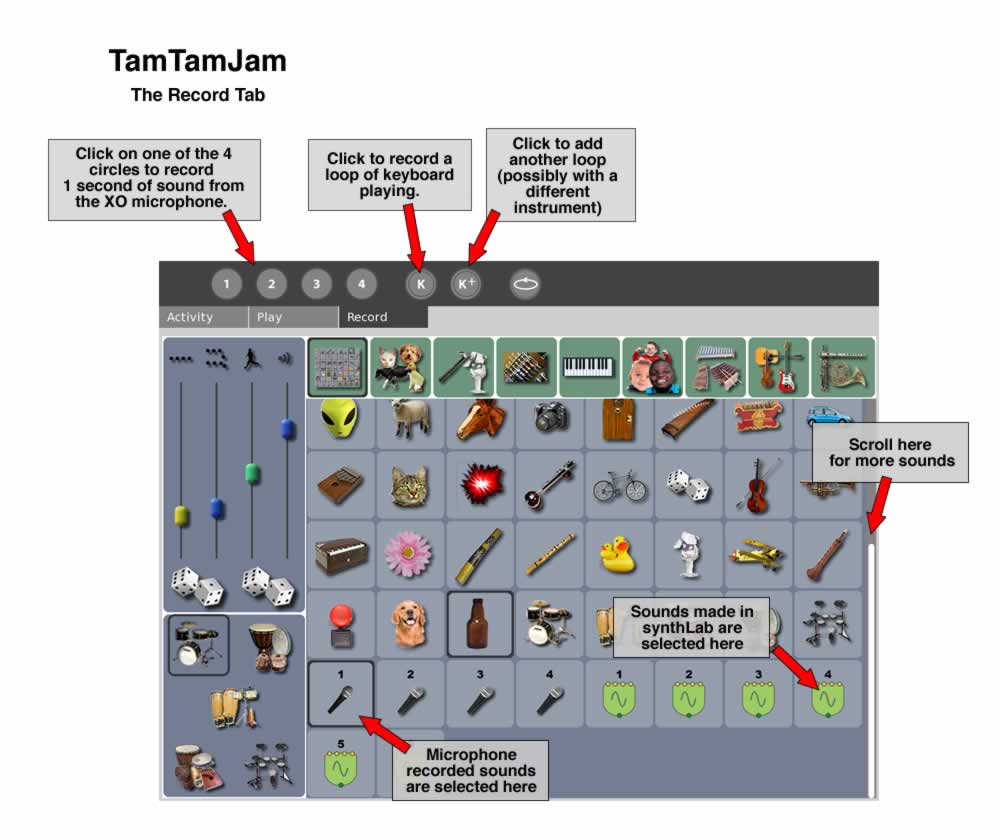 TamTamJam
The Record Tab
Click on one of the 4
circles to record
1 second of sound from
the XO microphone.
Click to record a
loop of keyboard
playing.
Click to add
another loop
(possibly with a
different
instrument)
1 2 3 4 K K+
Activity Play Record
Scroll here
for more sounds
Sounds made in
synthLab are
selected here
1 2 3 4 1 2 3 4
5
Microphone
recorded sounds
are selected here